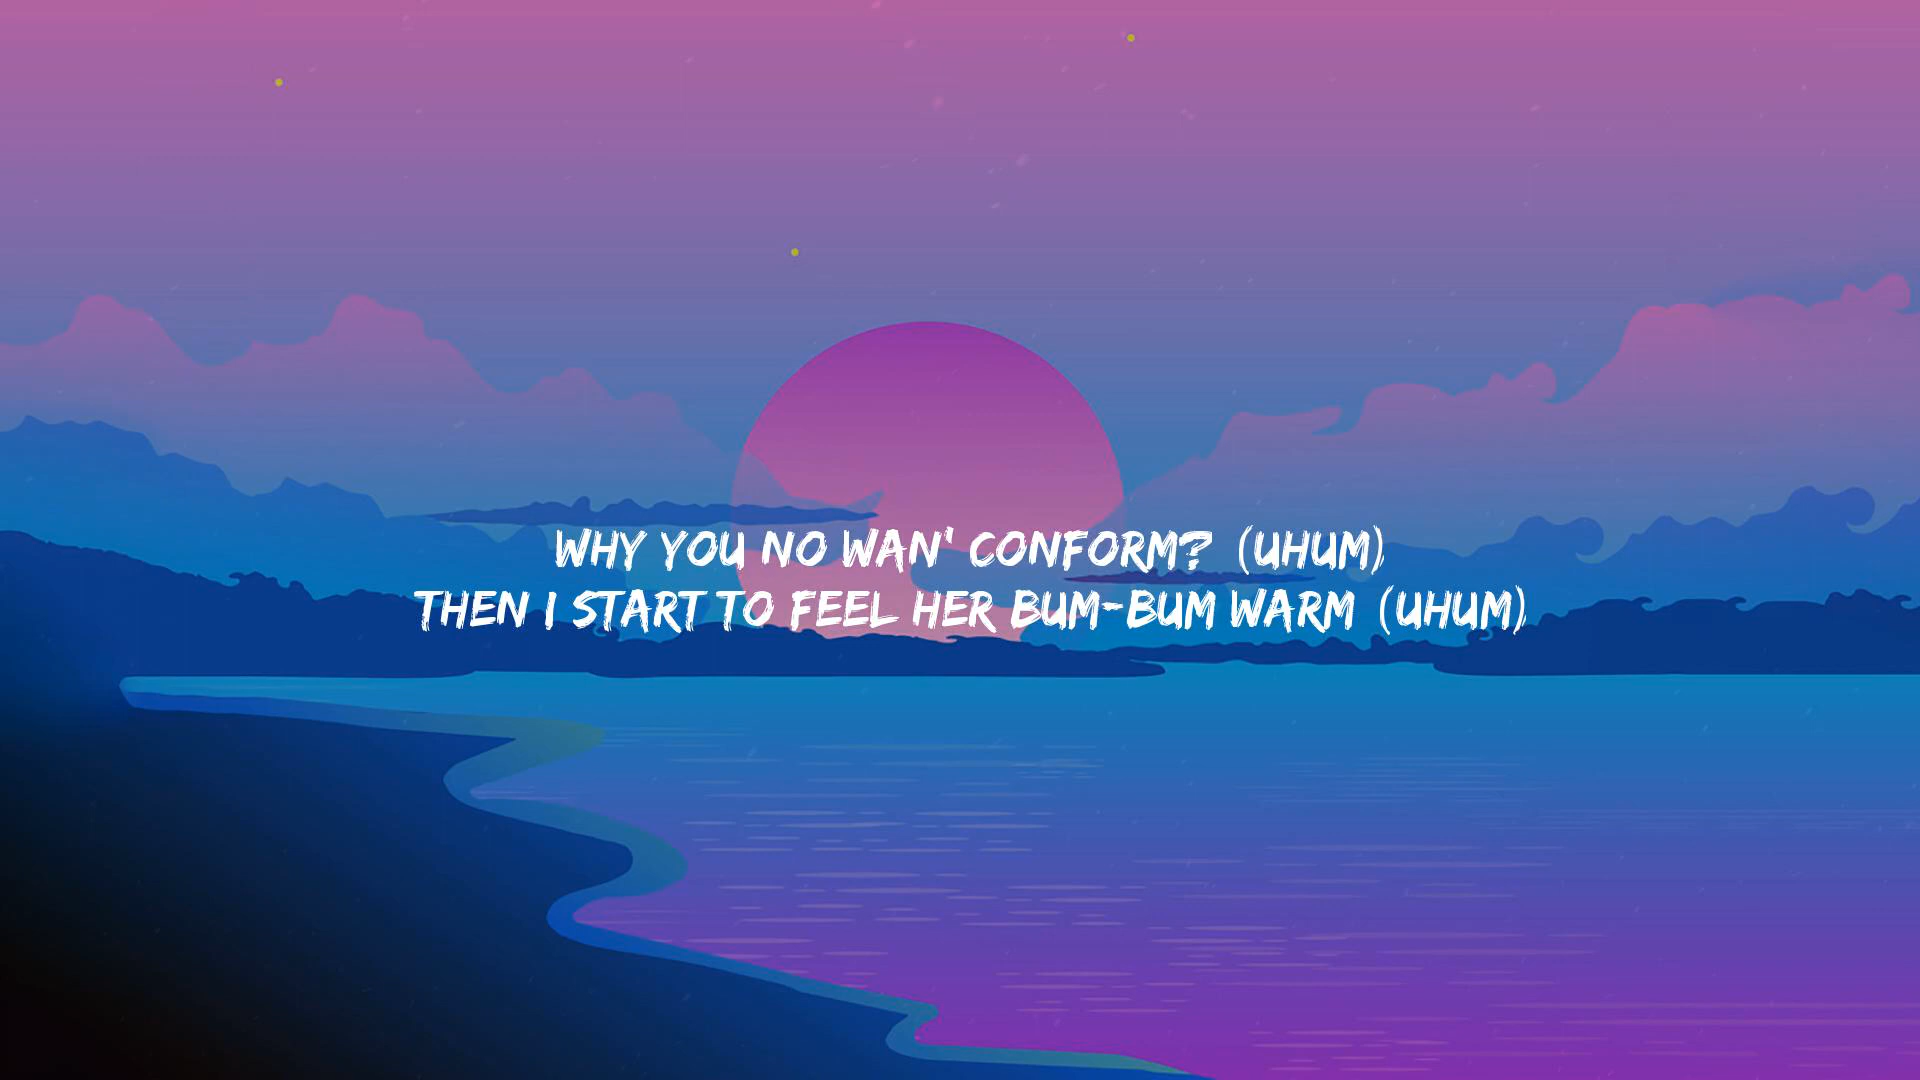 WHY YOU NO WAN' CONFORM? (UHUM)
THEN I START TO FEEL HER BUM-BUM WARM (UHUM)